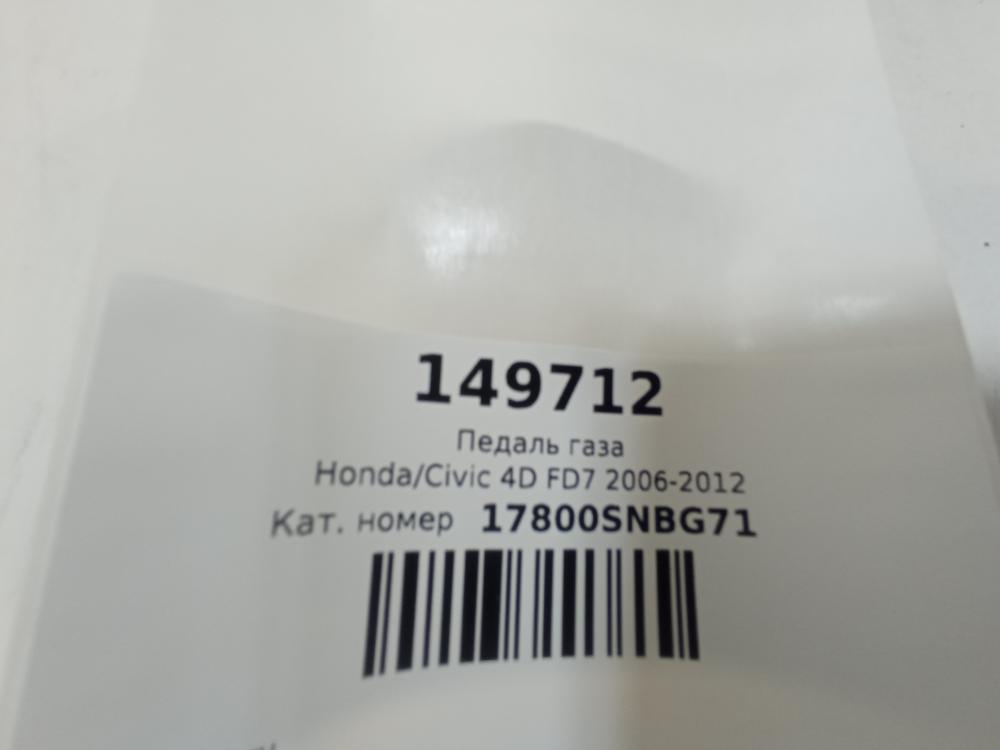 149712
Педаль газа
Honda/Civic 4D FD7 2006-2012
Кат. номер 17800SNBG71